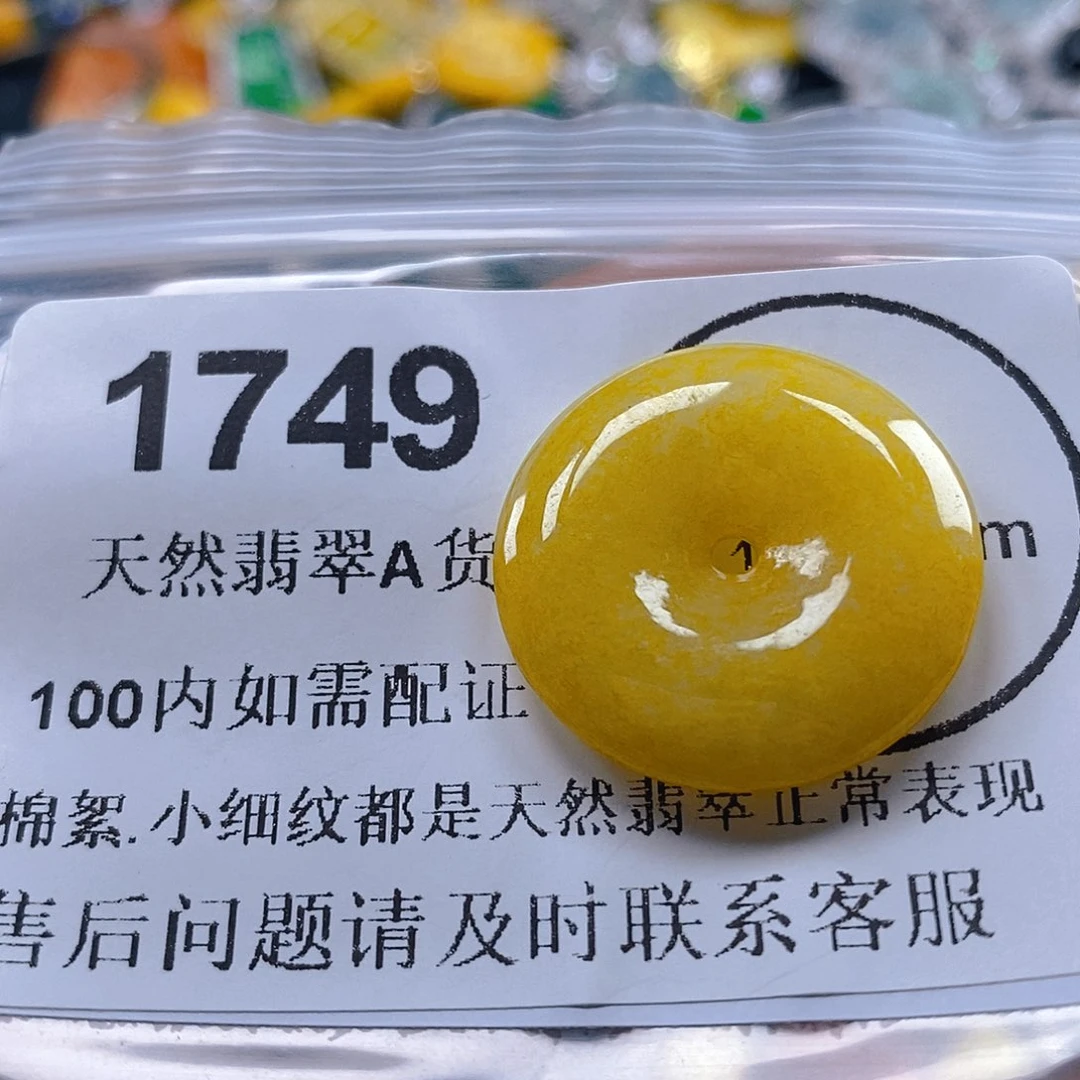 1749
天然翡翠A货 1 m
100内如需配证
棉絮.小细纹都是天然翡翠正常表现
售后问题请及时联系客服